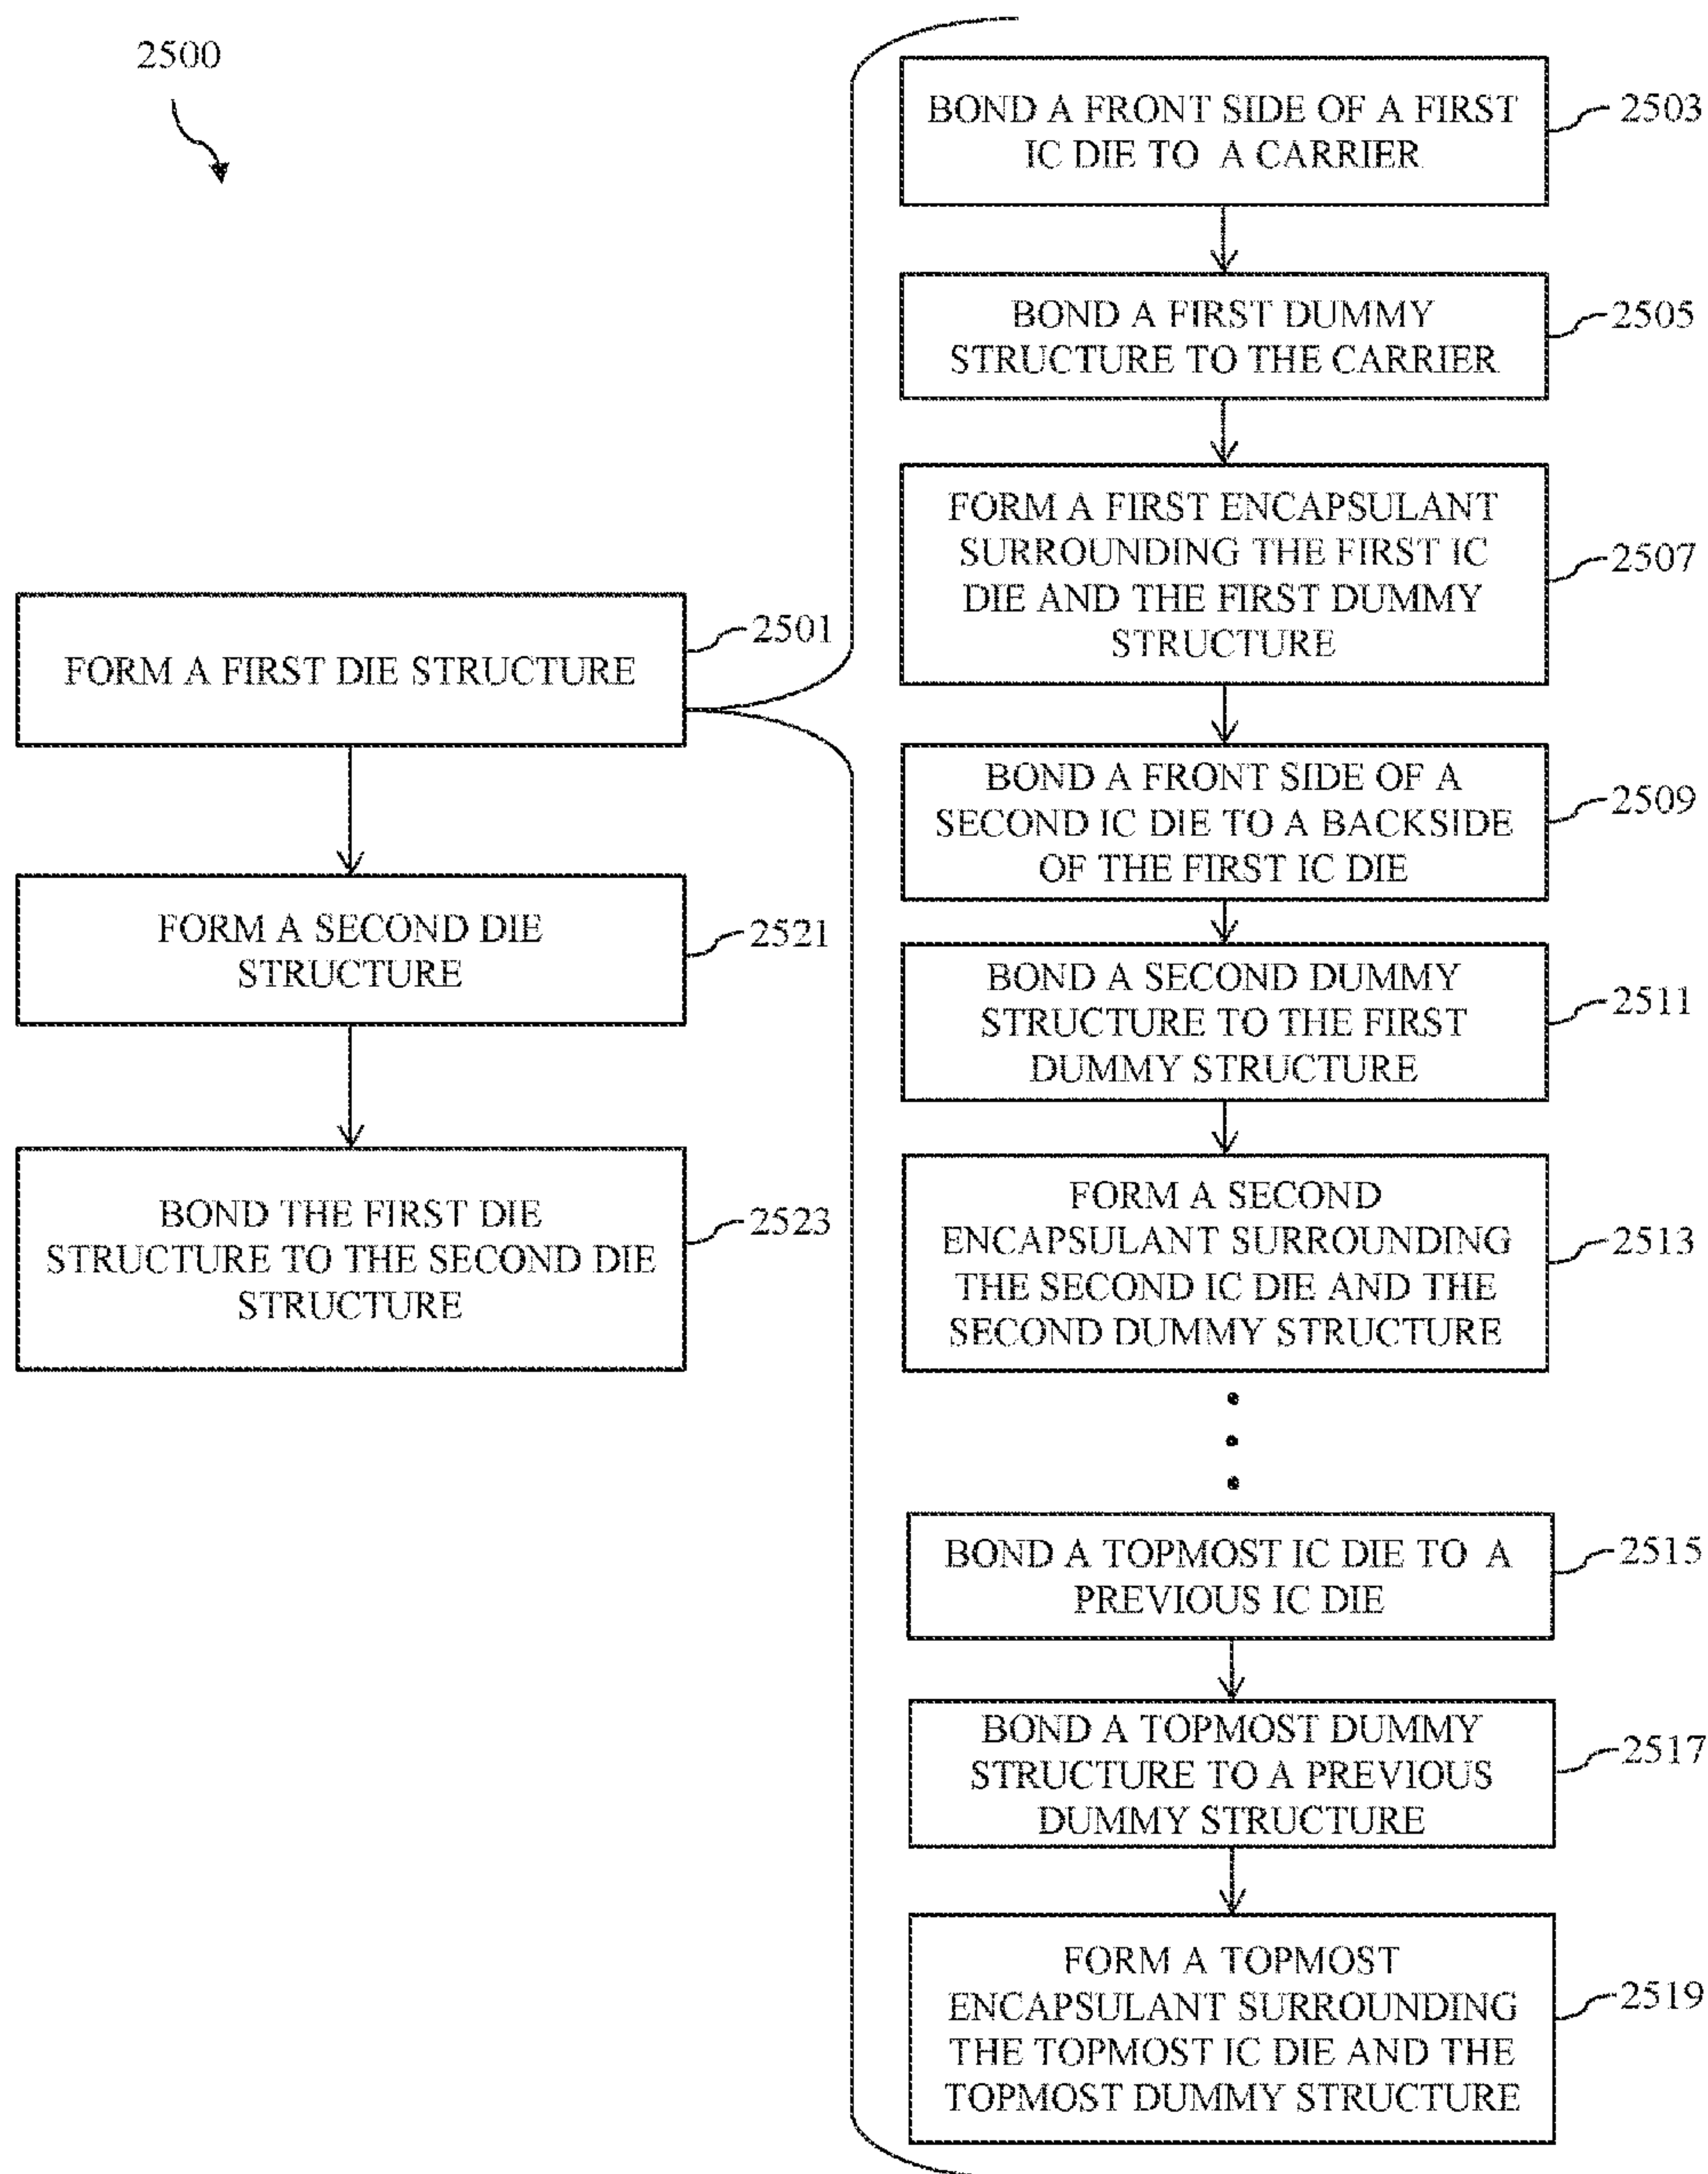 2500
FORM A FIRST DIE STRUCTURE
2501
FORM A SECOND DIE
STRUCTURE
2521
BOND THE FIRST DIE
STRUCTURE TO THE SECOND DIE
STRUCTURE
2523
BOND A FRONT SIDE OF A FIRST
IC DIE TO A CARRIER
2503
BOND A FIRST DUMMY
STRUCTURE TO THE CARRIER
2505
FORM A FIRST ENCAPSULANT
SURROUNDING THE FIRST IC
DIE AND THE FIRST DUMMY
STRUCTURE
2507
BOND A FRONT SIDE OF A
SECOND IC DIE TO A BACKSIDE
OF THE FIRST IC DIE
2509
BOND A SECOND DUMMY
STRUCTURE TO THE FIRST
DUMMY STRUCTURE
2511
FORM A SECOND
ENCAPSULANT SURROUNDING
THE SECOND IC DIE AND THE
SECOND DUMMY STRUCTURE
2513
BOND A TOPMOST IC DIE TO A
PREVIOUS IC DIE
2515
BOND A TOPMOST DUMMY
STRUCTURE TO A PREVIOUS
DUMMY STRUCTURE
2517
FORM A TOPMOST
ENCAPSULANT SURROUNDING
THE TOPMOST IC DIE AND THE
TOPMOST DUMMY STRUCTURE
2519